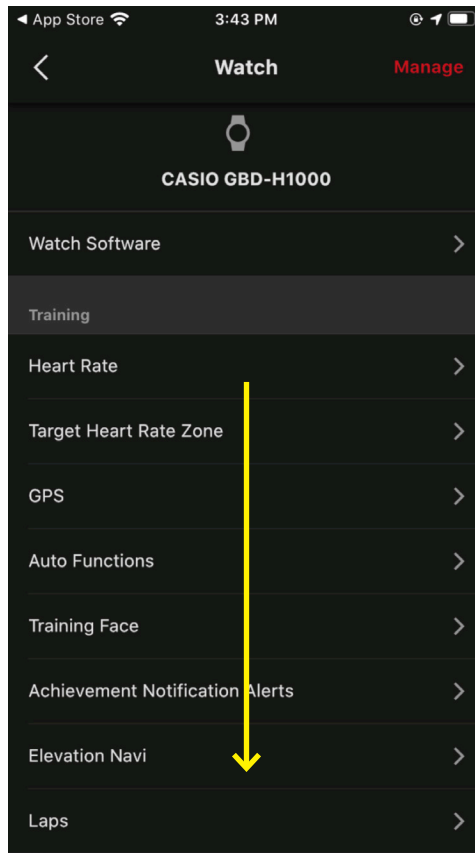 App Store 3:43 PM
Watch Manage
CASIO GBD-H1000
Watch Software
Training
Heart Rate
Target Heart Rate Zone
GPS
Auto Functions
Training Face
Achievement Notification Alerts
Elevation Navi
Laps